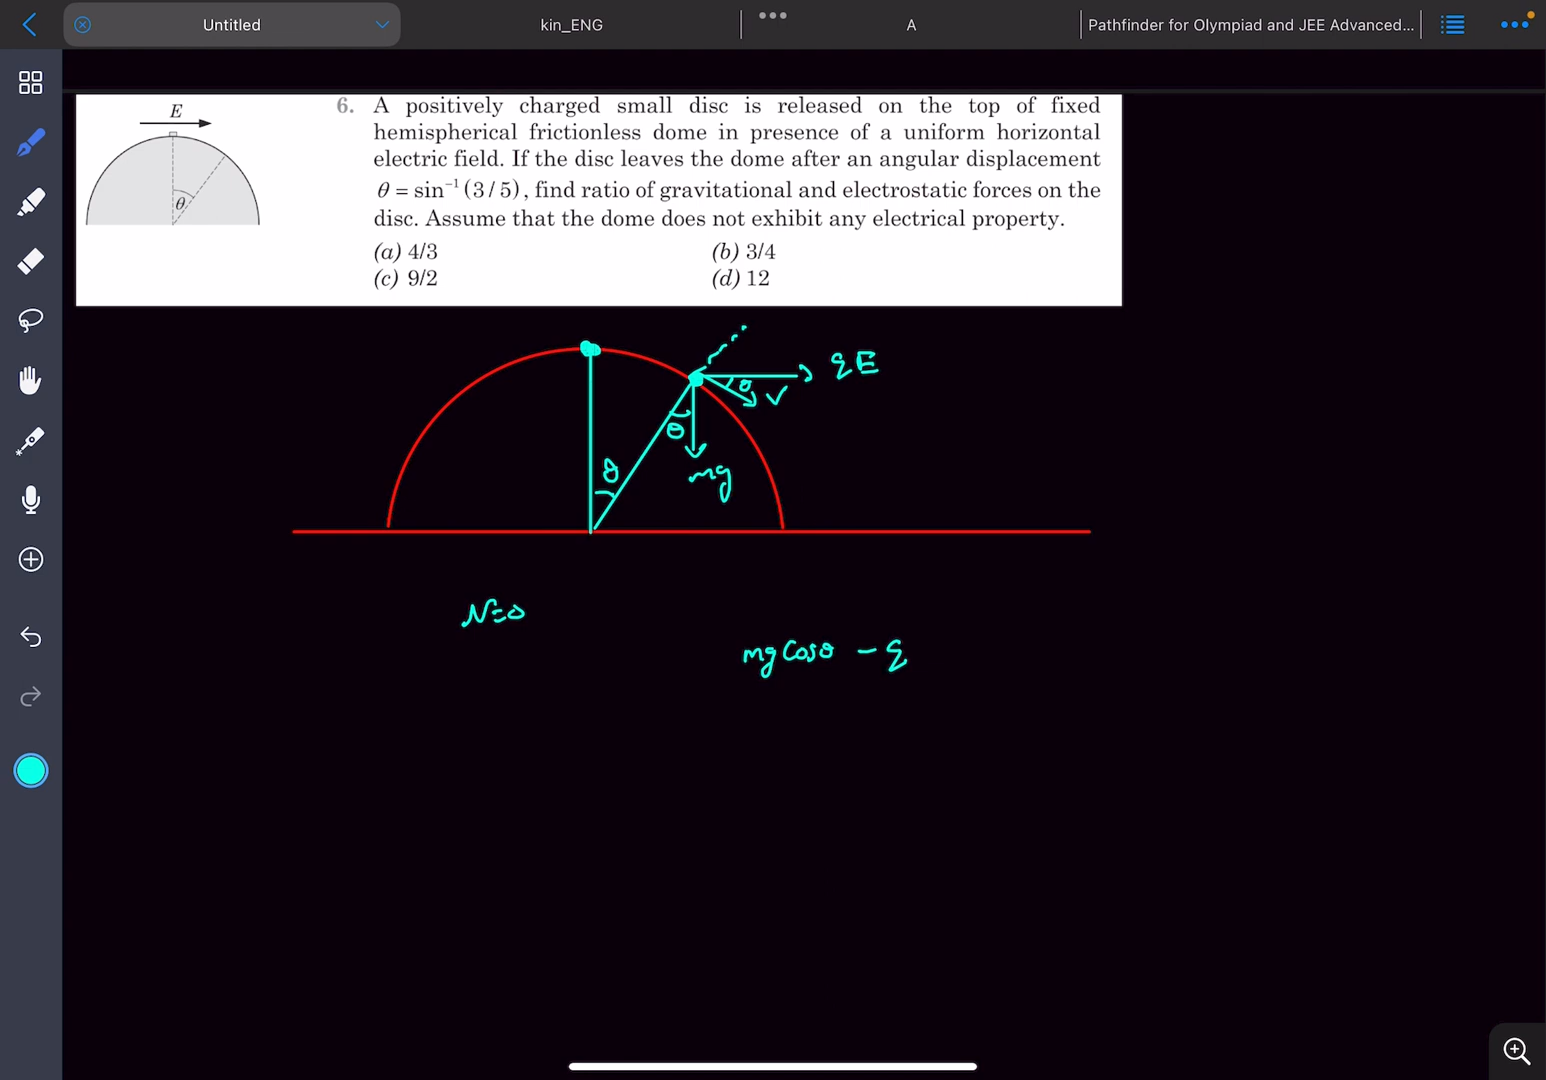 Untitled
kin_ENG
A
Pathfinder for Olympiad and JEE Advanced...
E
θ
6. A positively charged small disc is released on the top of fixed
hemispherical frictionless dome in presence of a uniform horizontal
electric field. If the disc leaves the dome after an angular displacement
θ = sin⁻¹ (3 / 5), find ratio of gravitational and electrostatic forces on the
disc. Assume that the dome does not exhibit any electrical property.
(a) 4/3 (b) 3/4
(c) 9/2 (d) 12
qE
θ
v
θ
θ
mg
N=0
mg cosθ - q